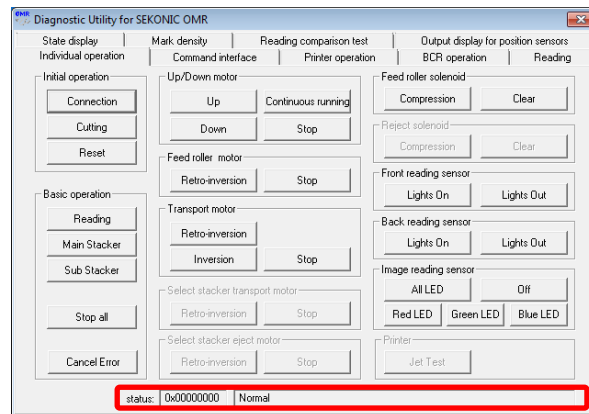 OMR
Diagnostic Utility for SEKONIC OMR
State display Mark density Reading comparison test Output display for position sensors
Individual operation Command interface Printer operation BCR operation Reading
Initial operation
Connection
Cutting
Reset
Basic operation
Reading
Main Stacker
Sub Stacker
Stop all
Cancel Error
Up/Down motor
Up Continuous running
Down Stop
Feed roller motor
Retro-inversion Stop
Transport motor
Retro-inversion
Inversion Stop
Select stacker transport motor
Retro-inversion Stop
Select stacker eject motor
Retro-inversion Stop
Feed roller solenoid
Compression Clear
Reject solenoid
Compression Clear
Front reading sensor
Lights On Lights Out
Back reading sensor
Lights On Lights Out
Image reading sensor
All LED Off
Red LED Green LED Blue LED
Printer
Jet Test
status: 0x00000000 Normal